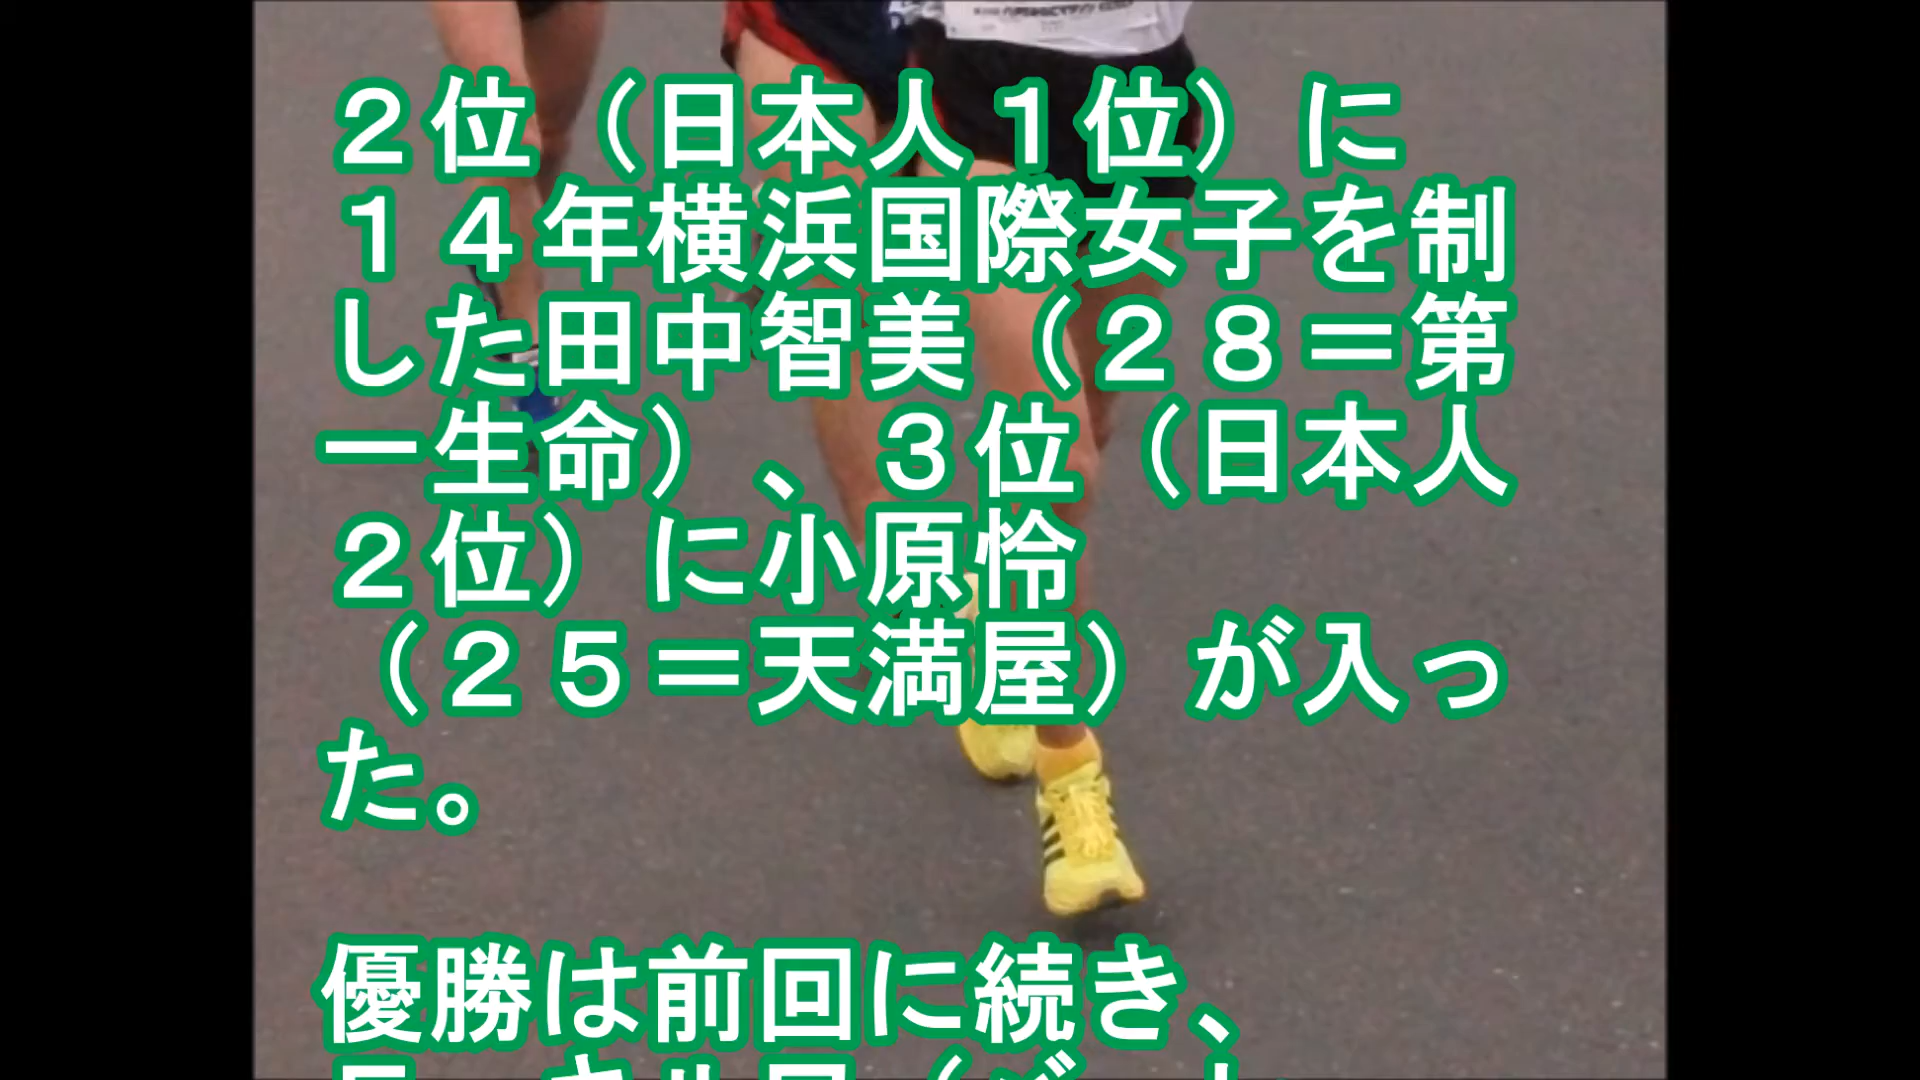 ２位（日本人１位）に
１４年横浜国際女子を制
した田中智美（２８＝第
一生命）、３位（日本人
２位）に小原怜
（２５＝天満屋）が入っ
た。
優勝は前回に続き、